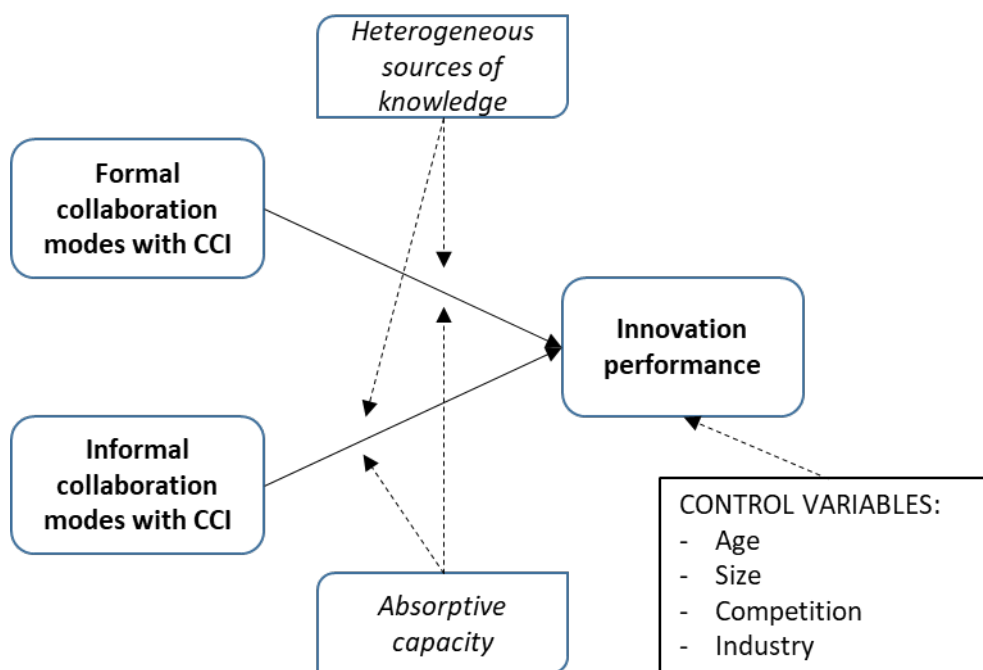 Heterogeneous
sources of
knowledge
Formal
collaboration
modes with CCI
Innovation
performance
Informal
collaboration
modes with CCI
CONTROL VARIABLES:
- Age
- Size
- Competition
- Industry
Absorptive
capacity